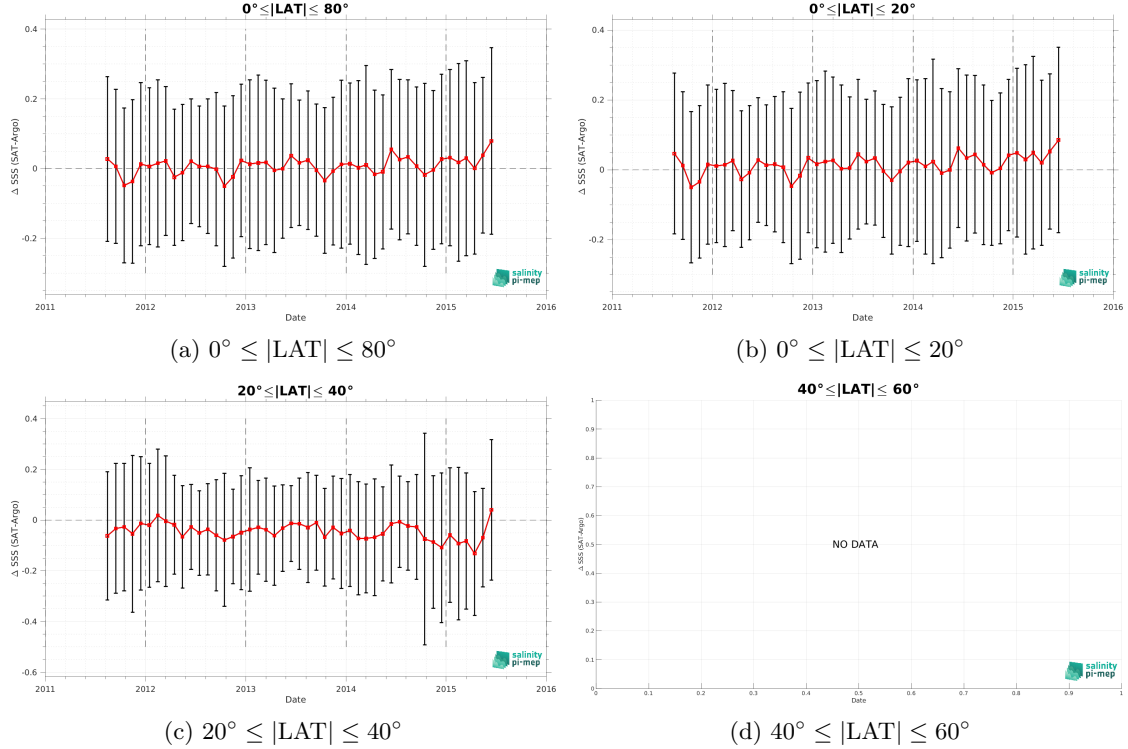 0°≤|LAT|≤ 80°
Δ SSS (SAT-Argo)
0.4
0.2
0
-0.2
2011 2012 2013 2014 2015 2016
Date
salinity
pi-mep
(a) 0° ≤ |LAT| ≤ 80°
0°≤|LAT|≤ 20°
Δ SSS (SAT-Argo)
0.4
0.2
0
-0.2
2011 2012 2013 2014 2015 2016
Date
salinity
pi-mep
(b) 0° ≤ |LAT| ≤ 20°
20°≤|LAT|≤ 40°
Δ SSS (SAT-Argo)
0.4
0.2
0
-0.2
-0.4
-0.6
2011 2012 2013 2014 2015 2016
Date
salinity
pi-mep
(c) 20° ≤ |LAT| ≤ 40°
40°≤|LAT|≤ 60°
Δ SSS (SAT-Argo)
1
0.9
0.8
0.7
0.6
0.5
0.4
0.3
0.2
0.1
0
NO DATA
0 0.1 0.2 0.3 0.4 0.5 0.6 0.7 0.8 0.9 1
Date
salinity
pi-mep
(d) 40° ≤ |LAT| ≤ 60°